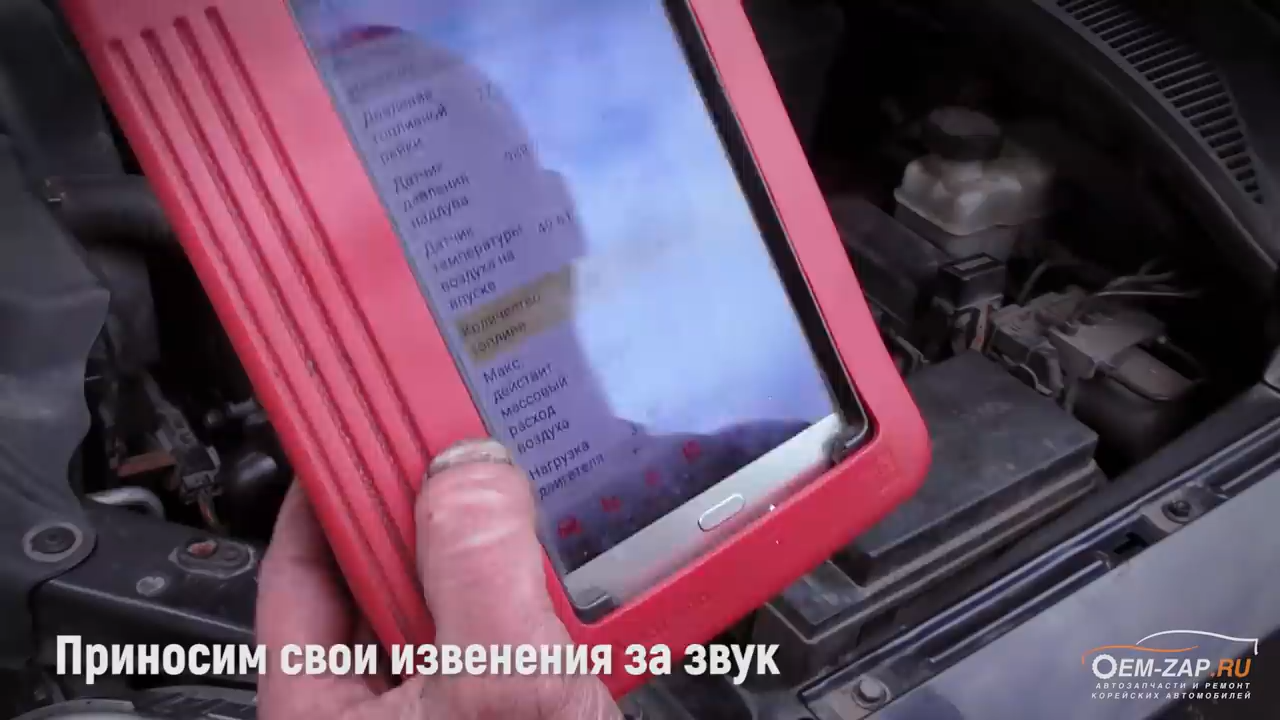 Давление
топливной
рейки
Датчик
давления
наддува
Датчик
температуры
воздуха на
впуске
Количество
топлива
Макс.
действит
массовый
расход
воздуха
Нагрузка
двигателя
Приносим свои извенения за звук
OEM-ZAP.RU
АВТОЗАПЧАСТИ И РЕМОНТ
КОРЕЙСКИХ АВТОМОБИЛЕЙ